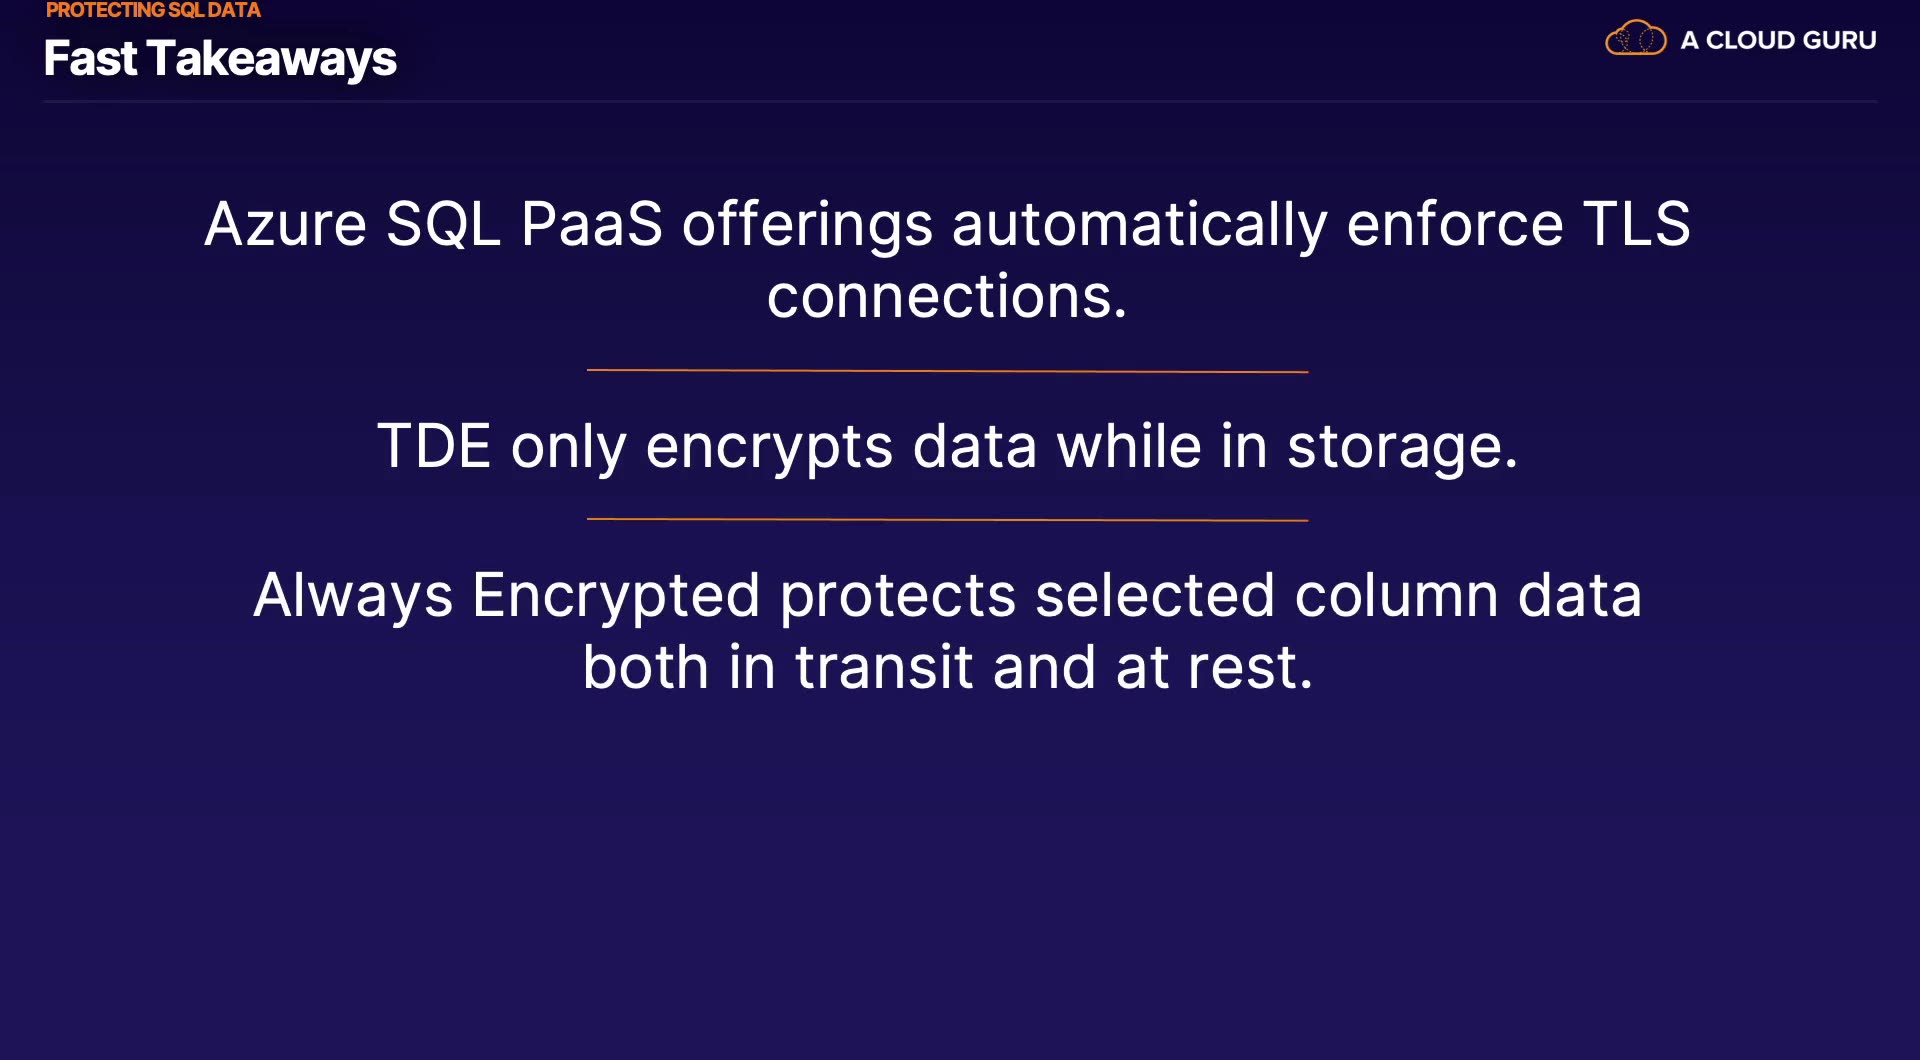 PROTECTING SQL DATA
Fast Takeaways
A CLOUD GURU
Azure SQL PaaS offerings automatically enforce TLS
connections.
TDE only encrypts data while in storage.
Always Encrypted protects selected column data
both in transit and at rest.